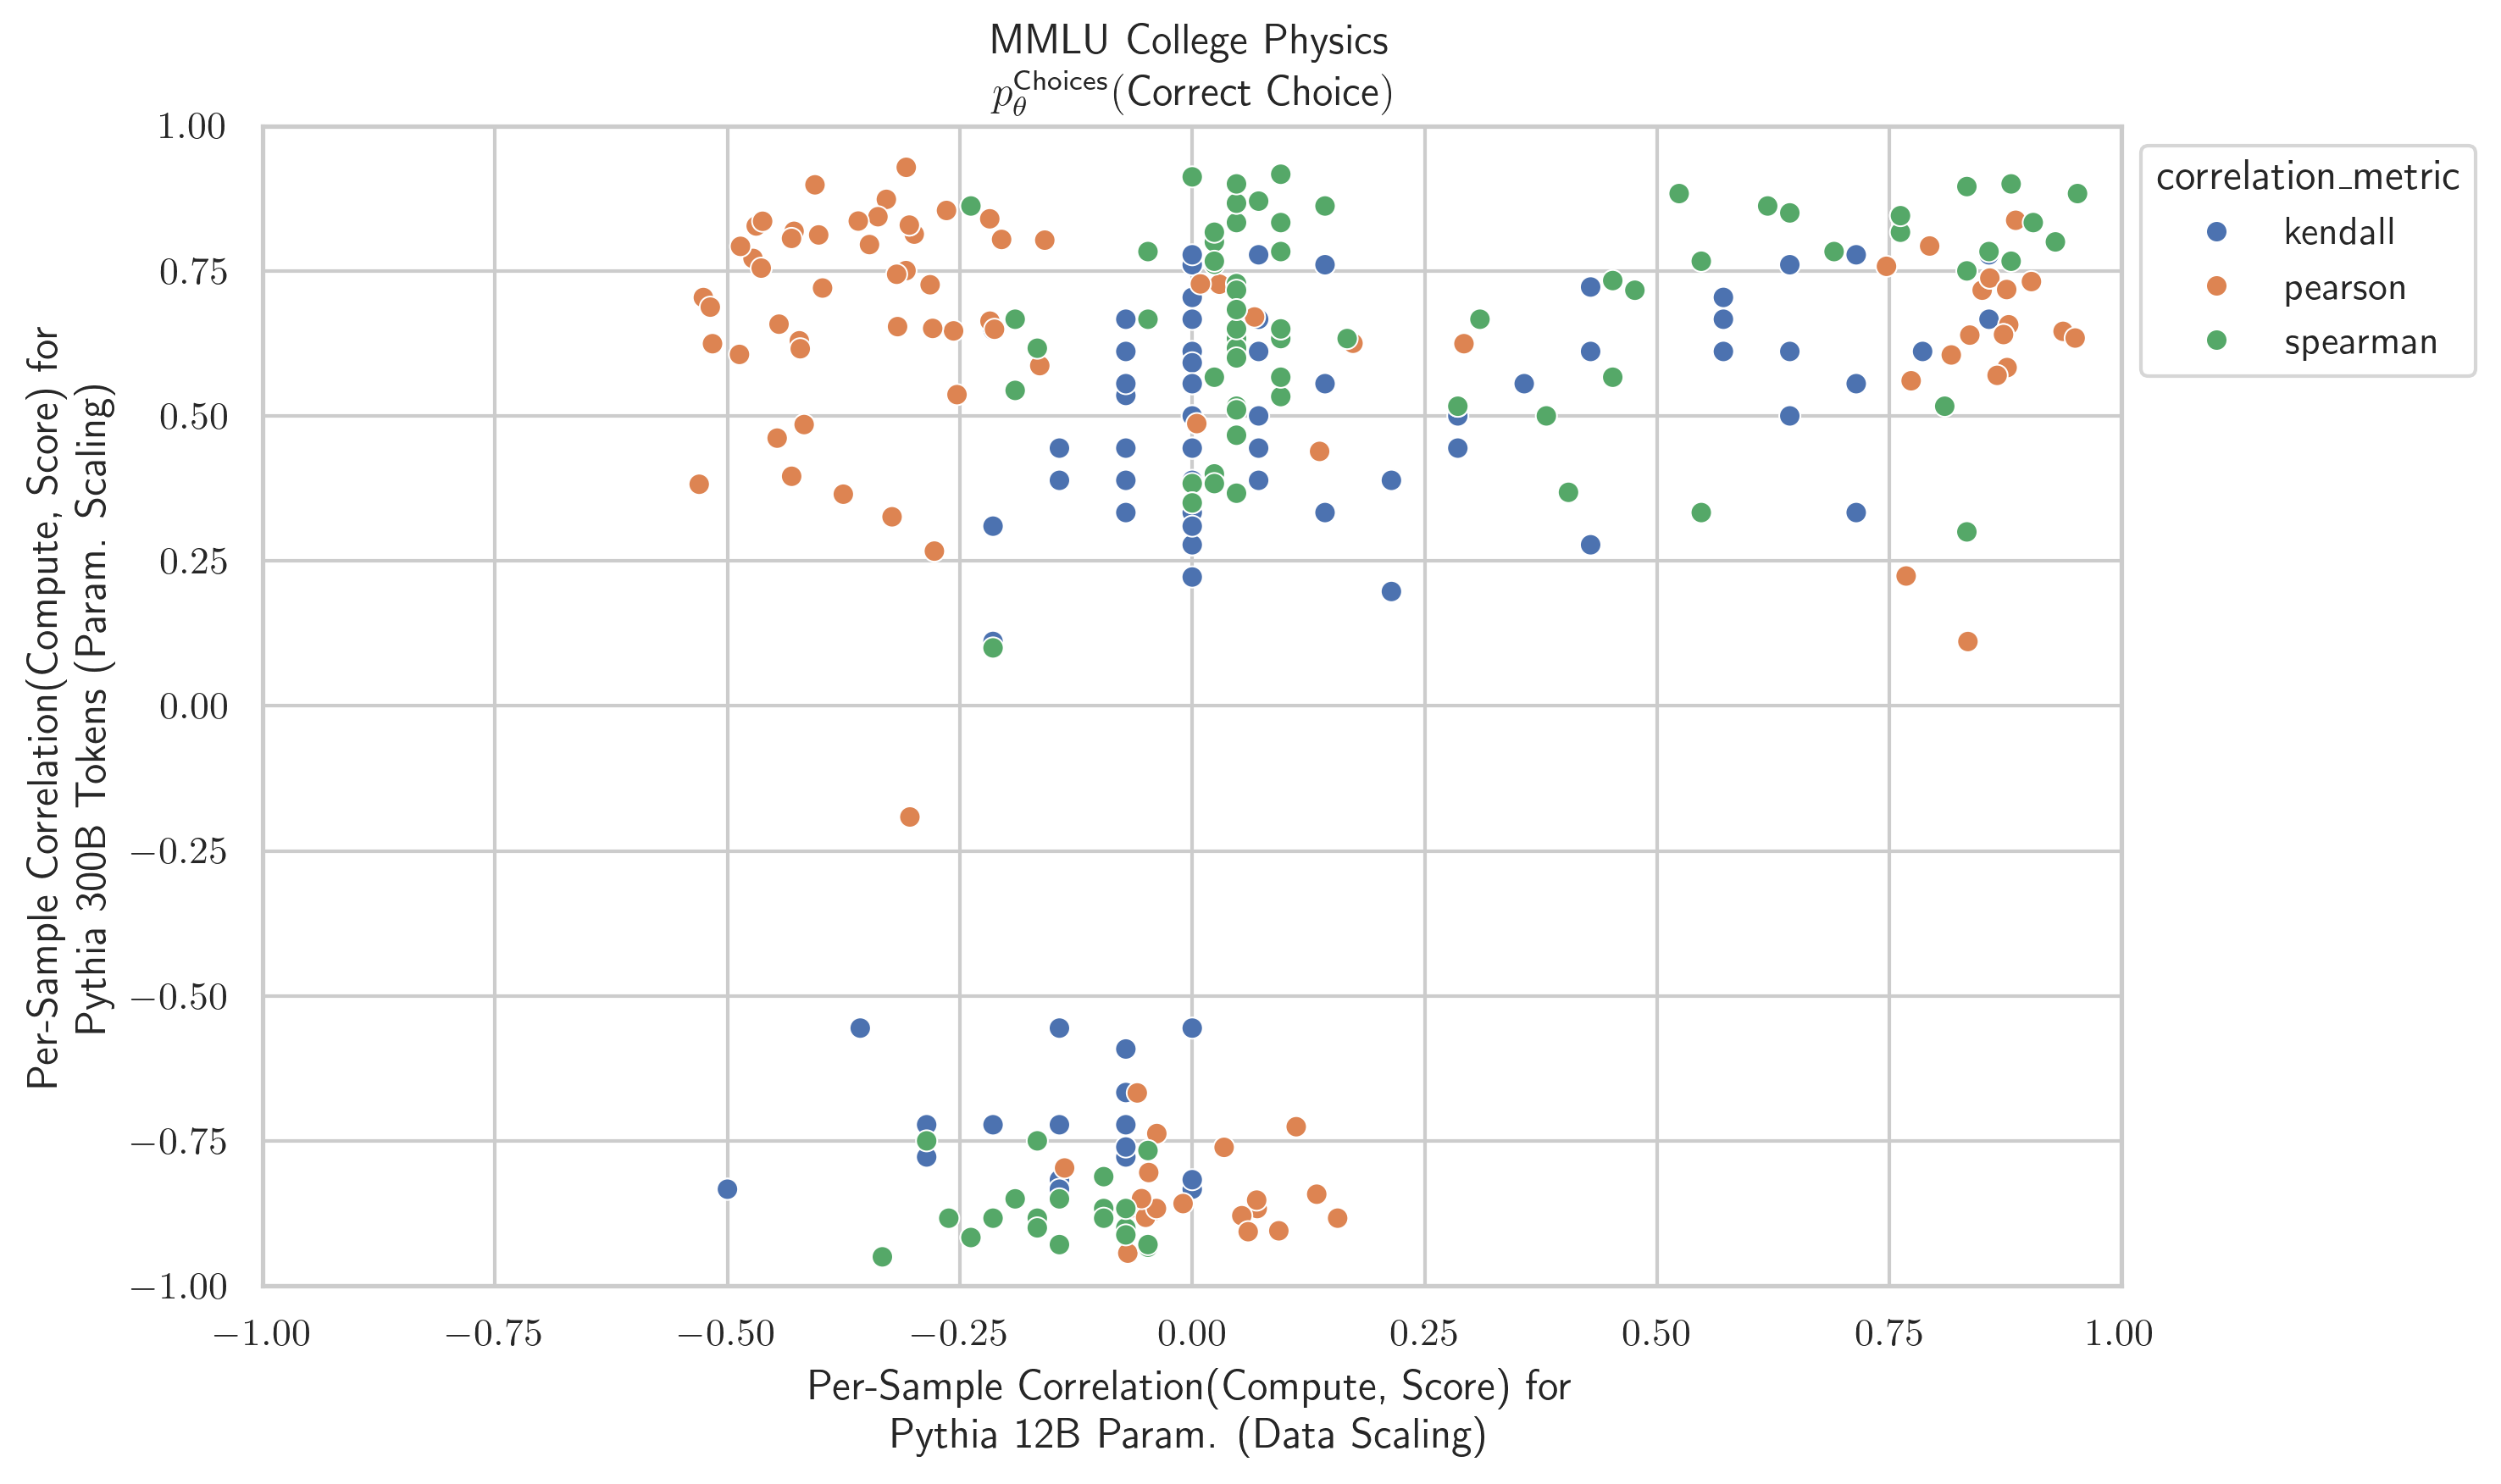 MMLU College Physics
p_θ^Choices(Correct Choice)
Per-Sample Correlation(Compute, Score) for
Pythia 300B Tokens (Param. Scaling)
1.00
0.75
0.50
0.25
0.00
−0.25
−0.50
−0.75
−1.00
−1.00 −0.75 −0.50 −0.25 0.00 0.25 0.50 0.75 1.00
Per-Sample Correlation(Compute, Score) for
Pythia 12B Param. (Data Scaling)
correlation_metric
kendall
pearson
spearman